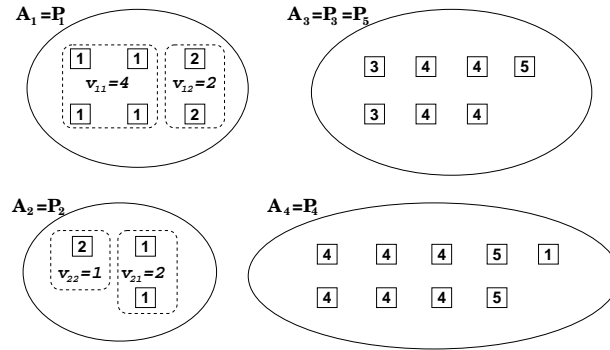 A₁=P₁
1 1 2
v₁₁=4 v₁₂=2
1 1 2
A₃=P₃=P₅
3 4 4 5
3 4 4
A₂=P₂
2 1
v₂₂=1 v₂₁=2
1
A₄=P₄
4 4 4 5 1
4 4 4 5